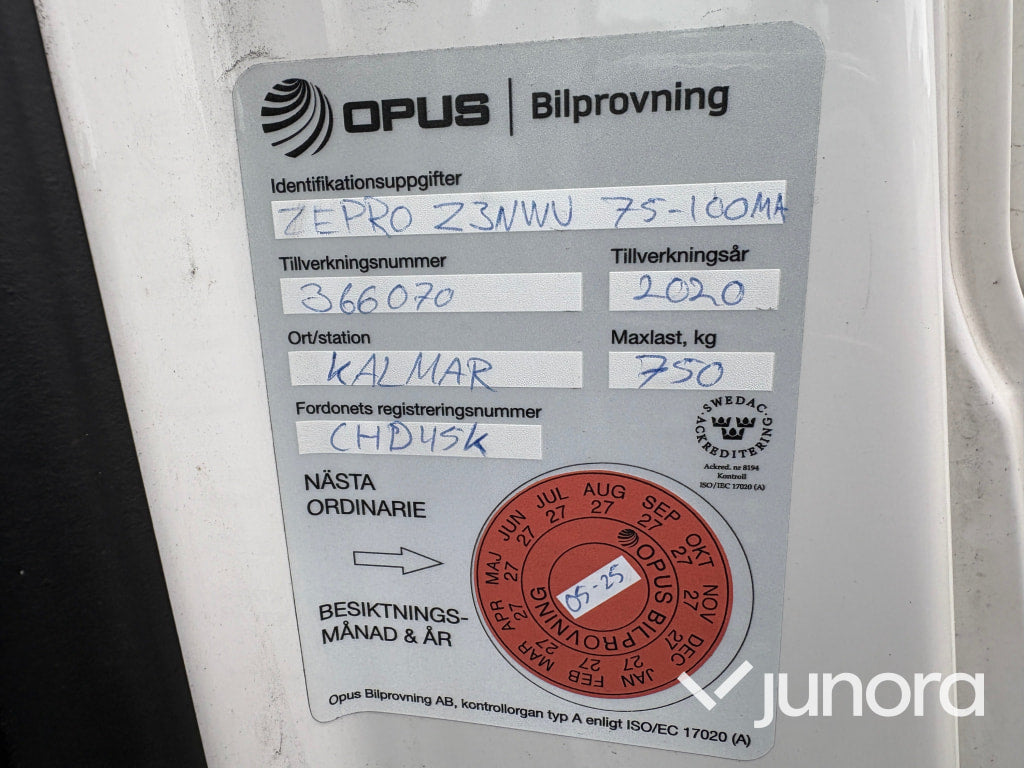 OPUS | Bilprovning
Identifikationsuppgifter
ZEPRO Z3NWU 75-100MA
Tillverkningsnummer
366070
Tillverkningsår
2020
Ort/station
KALMAR
Maxlast, kg
750
Fordonets registreringsnummer
CHD45K
SWEDAC
ACKREDITERING
Ackred. nr 8194
Kontroll
ISO/IEC 17020 (A)
NÄSTA
ORDINARIE
BESIKTNINGS-
MÅNAD & ÅR
JAN 27 FEB 27 MAR 27 APR 27 MAJ 27 JUN 27 JUL 27 AUG 27 SEP 27 OKT 27 NOV 27 DEC 27
OPUS BILPROVNING
05-25
Opus Bilprovning AB, kontrollorgan typ A enligt ISO/EC 17020 (A)
junora